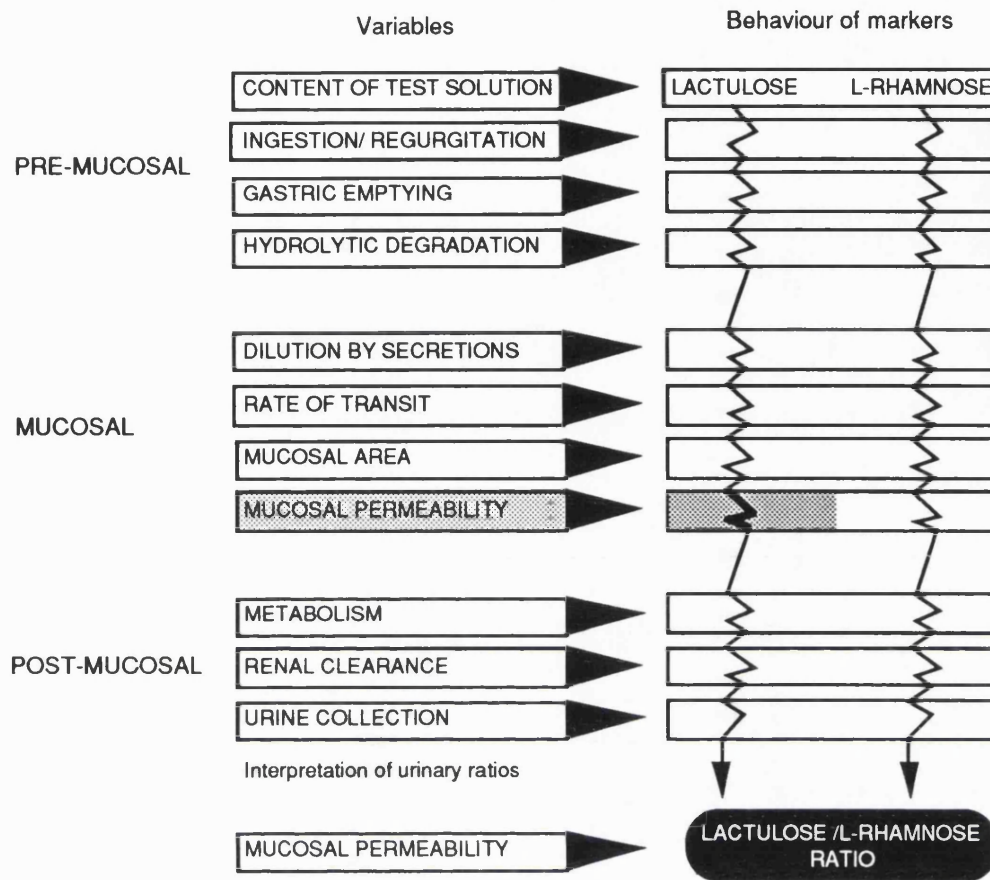 Variables
Behaviour of markers
CONTENT OF TEST SOLUTION
LACTULOSE L-RHAMNOSE
INGESTION/ REGURGITATION
PRE-MUCOSAL
GASTRIC EMPTYING
HYDROLYTIC DEGRADATION
DILUTION BY SECRETIONS
RATE OF TRANSIT
MUCOSAL
MUCOSAL AREA
MUCOSAL PERMEABILITY
METABOLISM
POST-MUCOSAL
RENAL CLEARANCE
URINE COLLECTION
Interpretation of urinary ratios
MUCOSAL PERMEABILITY
LACTULOSE /L-RHAMNOSE
RATIO